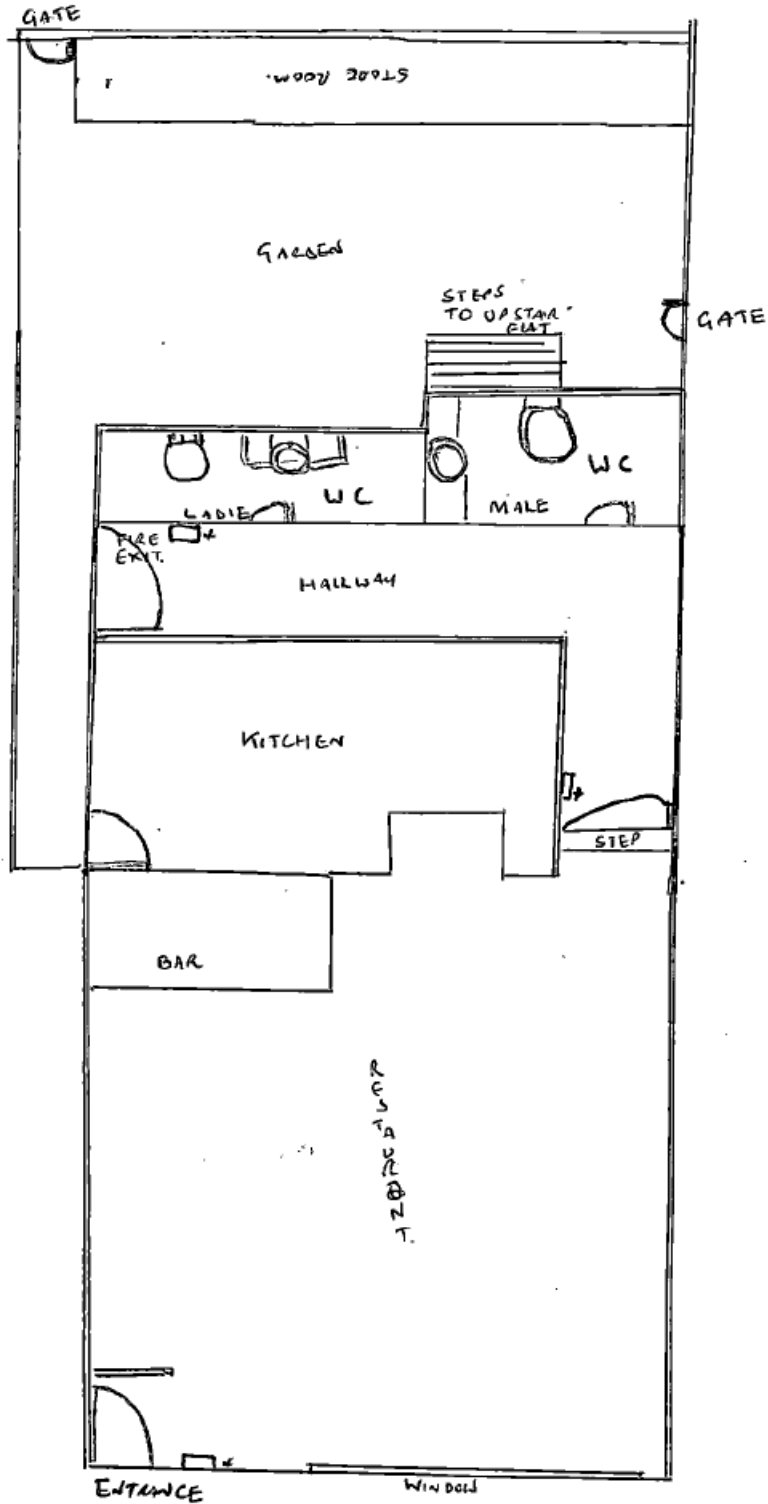 GATE
STORE ROOM.
GARDEN
STEPS
TO UPSTAIR
FLAT
GATE
WC
WC
LADIE
MALE
FIRE
EXIT.
HALLWAY
KITCHEN
STEP
BAR
RESTAURANT.
ENTRANCE
WINDOW